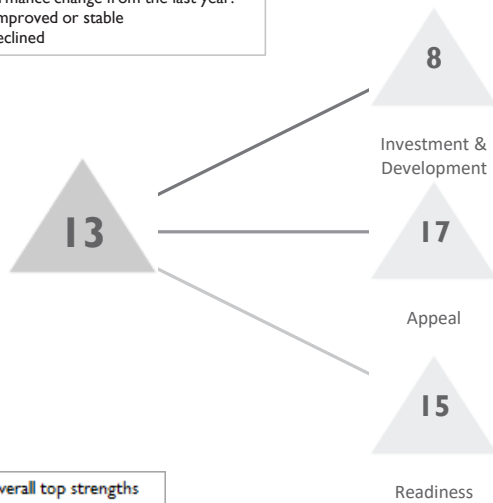 change from the last year.
mproved or stable
eclined
8
Investment &
Development
13
17
Appeal
15
Readiness
verall top strengths